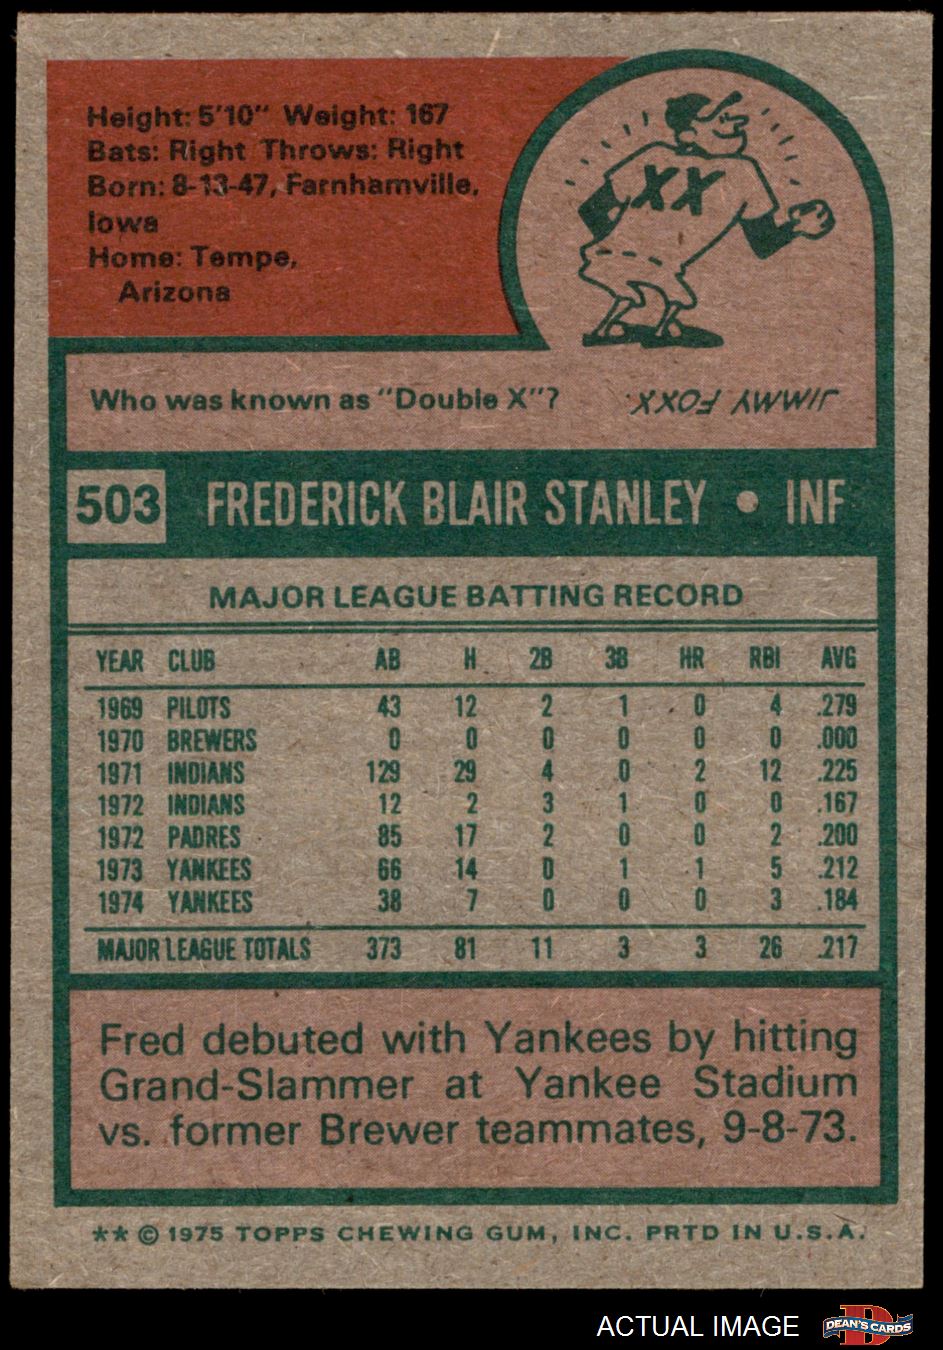 Height: 5'10" Weight: 167
Bats: Right Throws: Right
Born: 8-13-47, Farnhamville,
Iowa
Home: Tempe,
Arizona
XX
Who was known as "Double X"? JIMMY FOXX.
503 FREDERICK BLAIR STANLEY • INF
MAJOR LEAGUE BATTING RECORD
YEAR CLUB AB H 2B 3B HR RBI AVG
1969 PILOTS 43 12 2 1 0 4 .279
1970 BREWERS 0 0 0 0 0 0 .000
1971 INDIANS 129 29 4 0 2 12 .225
1972 INDIANS 12 2 3 1 0 0 .167
1972 PADRES 85 17 2 0 0 2 .200
1973 YANKEES 66 14 0 1 1 5 .212
1974 YANKEES 38 7 0 0 0 3 .184
MAJOR LEAGUE TOTALS 373 81 11 3 3 26 .217
Fred debuted with Yankees by hitting
Grand-Slammer at Yankee Stadium
vs. former Brewer teammates, 9-8-73.
** © 1975 TOPPS CHEWING GUM, INC. PRTD IN U.S.A.
ACTUAL IMAGE DEAN'S CARDS